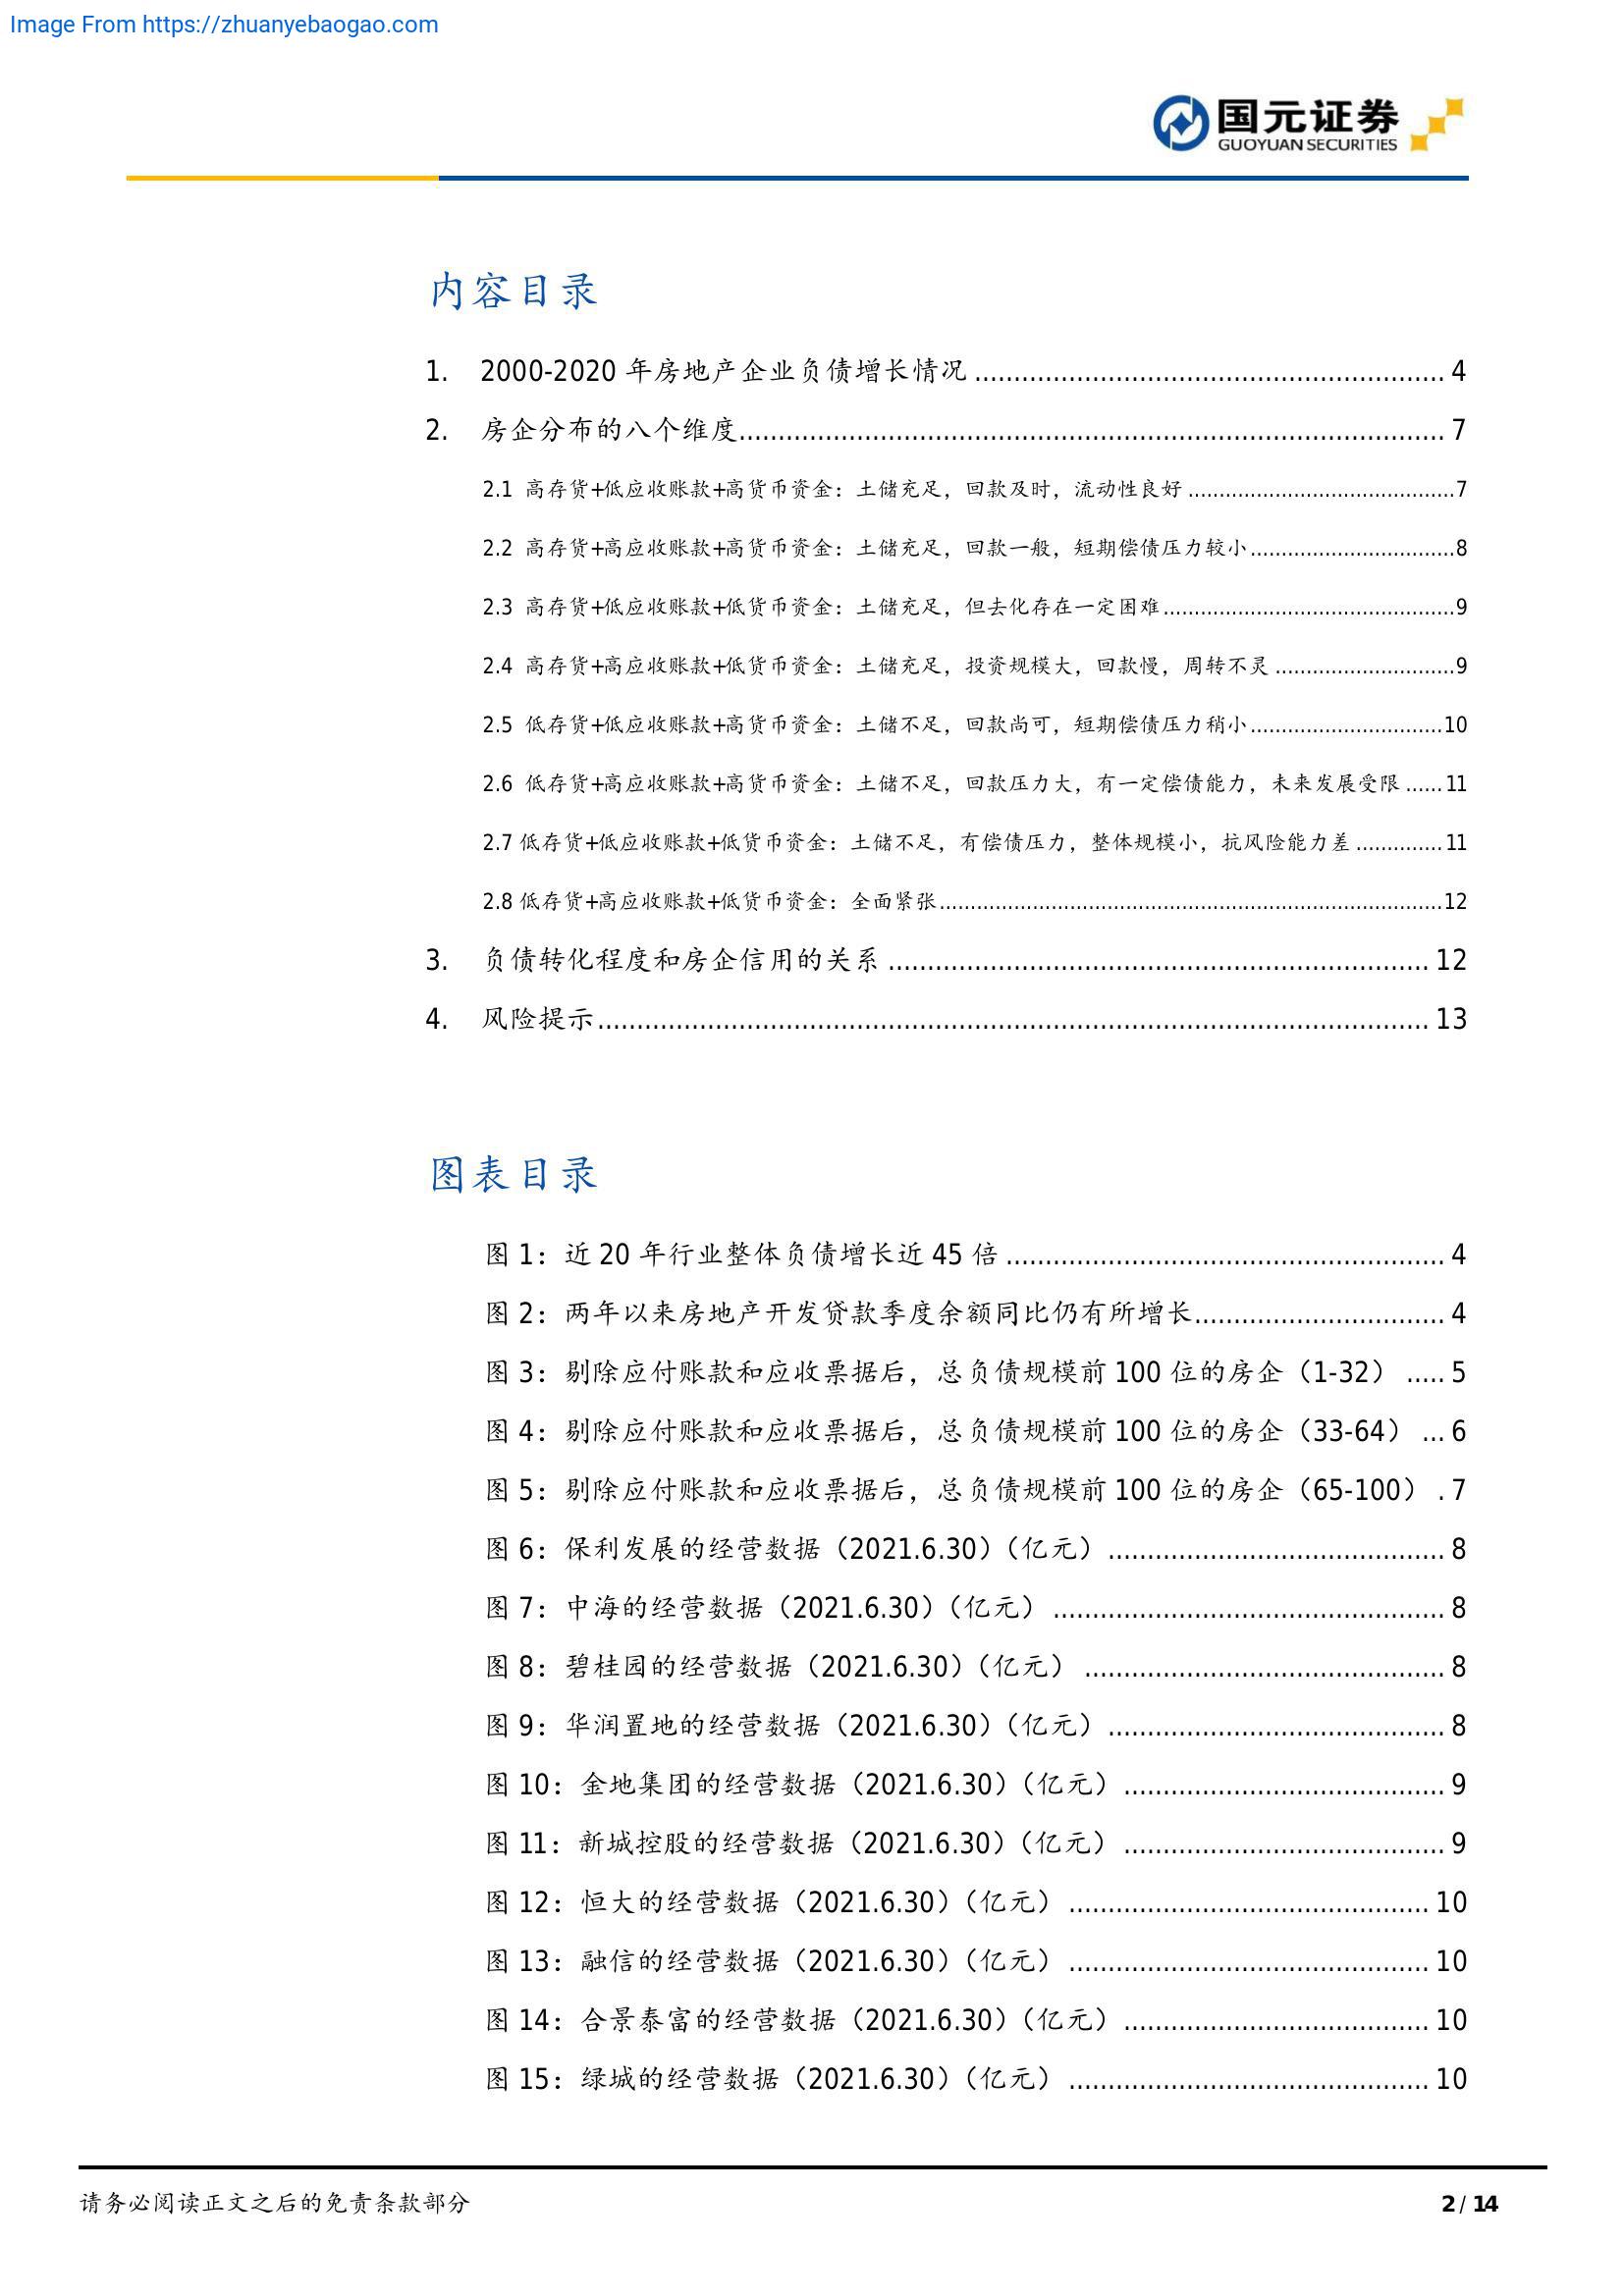 Image From https://zhuanyebaogao.com
国元证券
GUOYUAN SECURITIES
内容目录
1. 2000-2020 年房地产企业负债增长情况 ........ 4
2. 房企分布的八个维度 ........ 7
2.1 高存货+低应收账款+高货币资金：土储充足，回款及时，流动性良好 ........ 7
2.2 高存货+高应收账款+高货币资金：土储充足，回款一般，短期偿债压力较小 ........ 8
2.3 高存货+低应收账款+低货币资金：土储充足，但去化存在一定困难 ........ 9
2.4 高存货+高应收账款+低货币资金：土储充足，投资规模大，回款慢，周转不灵 ........ 9
2.5 低存货+低应收账款+高货币资金：土储不足，回款尚可，短期偿债压力稍小 ........ 10
2.6 低存货+高应收账款+高货币资金：土储不足，回款压力大，有一定偿债能力，未来发展受限 ...... 11
2.7 低存货+低应收账款+低货币资金：土储不足，有偿债压力，整体规模小，抗风险能力差 ........ 11
2.8 低存货+高应收账款+低货币资金：全面紧张 ........ 12
3. 负债转化程度和房企信用的关系 ........ 12
4. 风险提示 ........ 13
图表目录
图 1：近 20 年行业整体负债增长近 45 倍 ........ 4
图 2：两年以来房地产开发贷款季度余额同比仍有所增长 ........ 4
图 3：剔除应付账款和应收票据后，总负债规模前 100 位的房企（1-32） ..... 5
图 4：剔除应付账款和应收票据后，总负债规模前 100 位的房企（33-64） ... 6
图 5：剔除应付账款和应收票据后，总负债规模前 100 位的房企（65-100） . 7
图 6：保利发展的经营数据（2021.6.30）（亿元） ........ 8
图 7：中海的经营数据（2021.6.30）（亿元） ........ 8
图 8：碧桂园的经营数据（2021.6.30）（亿元） ........ 8
图 9：华润置地的经营数据（2021.6.30）（亿元） ........ 8
图 10：金地集团的经营数据（2021.6.30）（亿元） ........ 9
图 11：新城控股的经营数据（2021.6.30）（亿元） ........ 9
图 12：恒大的经营数据（2021.6.30）（亿元） ........ 10
图 13：融信的经营数据（2021.6.30）（亿元） ........ 10
图 14：合景泰富的经营数据（2021.6.30）（亿元） ........ 10
图 15：绿城的经营数据（2021.6.30）（亿元） ........ 10
请务必阅读正文之后的免责条款部分
2 / 14